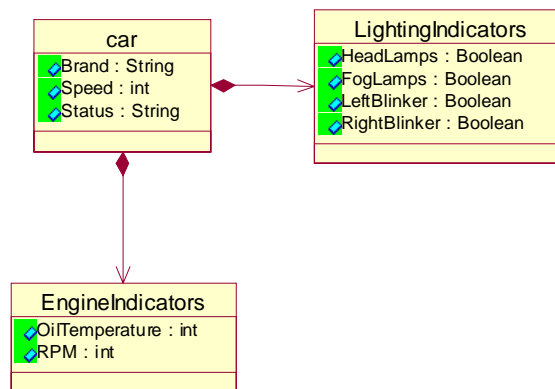 car
Brand : String
Speed : int
Status : String
LightingIndicators
HeadLamps : Boolean
FogLamps : Boolean
LeftBlinker : Boolean
RightBlinker : Boolean
EngineIndicators
OilTemperature : int
RPM : int